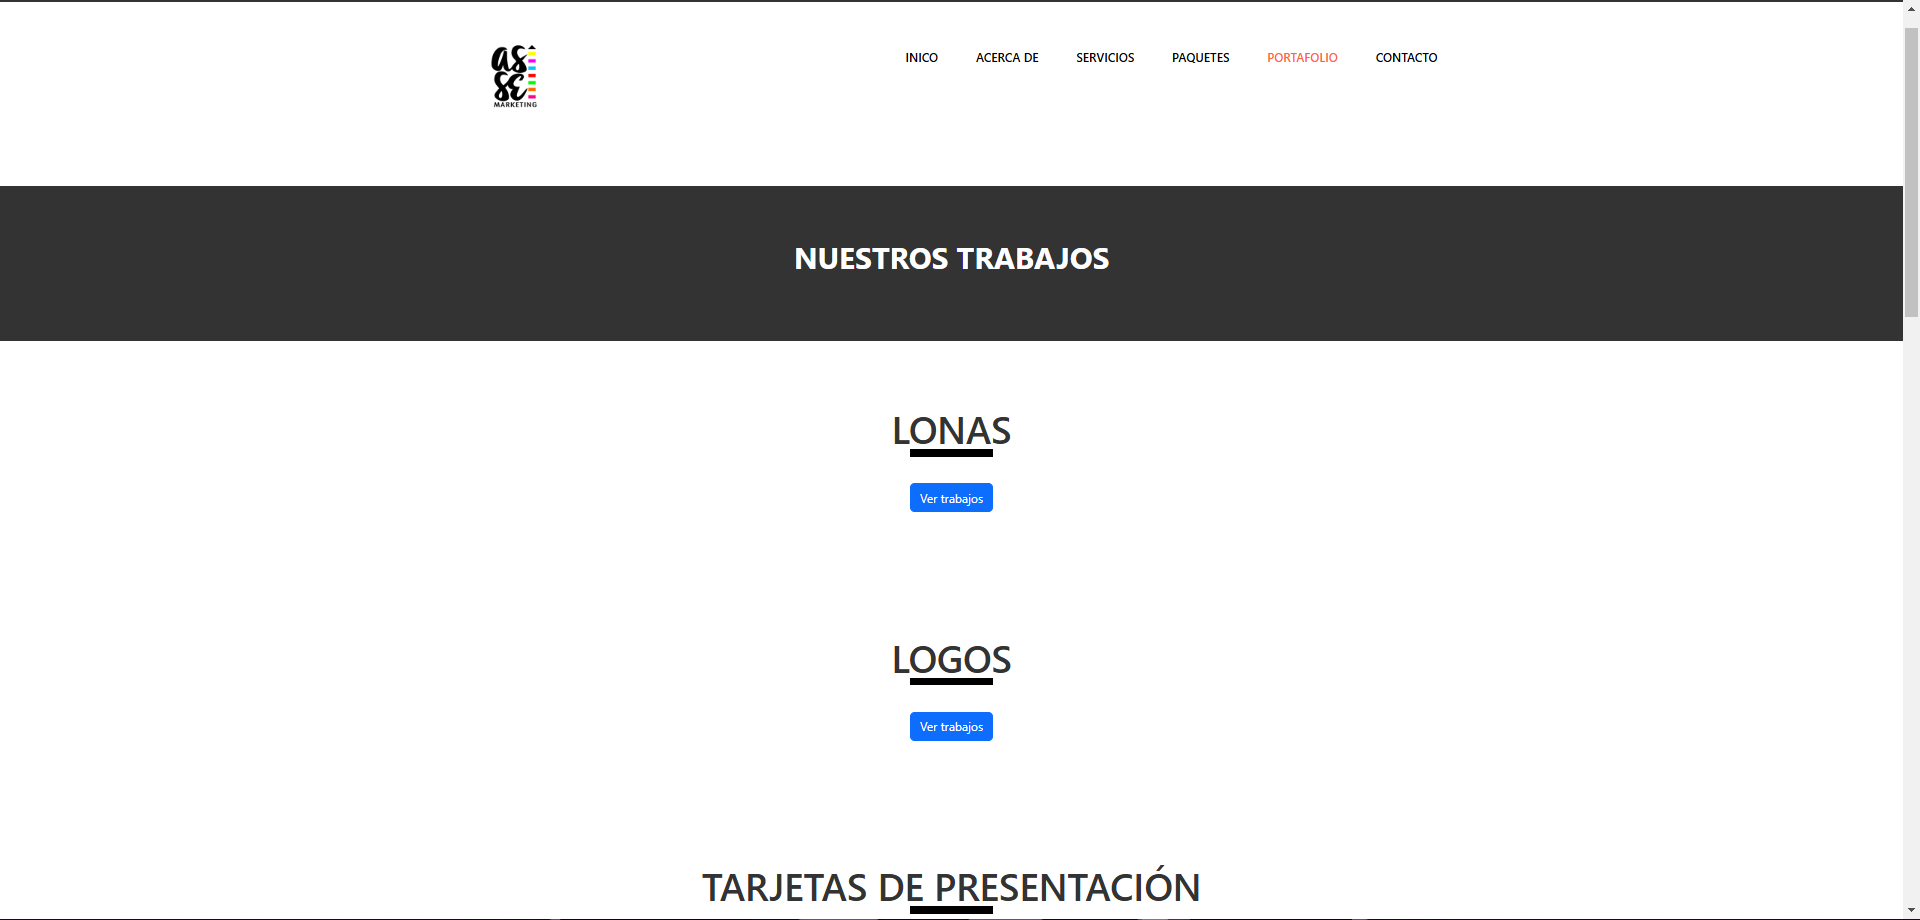 as
se
MARKETING
INICO ACERCA DE SERVICIOS PAQUETES PORTAFOLIO CONTACTO
NUESTROS TRABAJOS
LONAS
Ver trabajos
LOGOS
Ver trabajos
TARJETAS DE PRESENTACIÓN